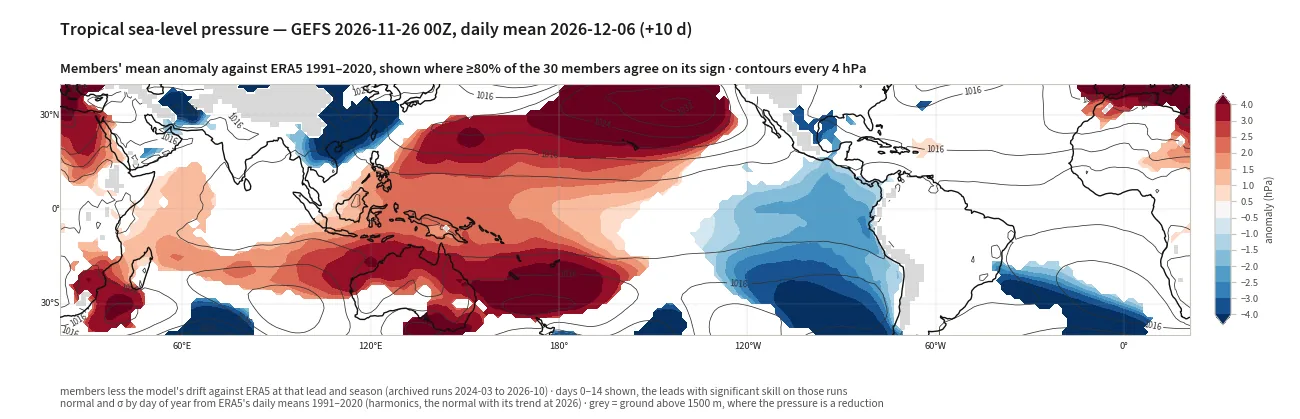 Tropical sea-level pressure — GEFS 2026-11-26 00Z, daily mean 2026-12-06 (+10 d)
Members' mean anomaly against ERA5 1991–2020, shown where ≥80% of the 30 members agree on its sign · contours every 4 hPa
1016
1016
1016
1016
1016
1016
1016
1016
1016
1016
4
30°N
0°
30°S
60°E
120°E
180°
120°W
60°W
0°
4.0
3.0
2.5
2.0
1.5
1.0
0.5
−0.5
−1.0
−1.5
−2.0
−2.5
−3.0
−4.0
anomaly (hPa)
members less the model's drift against ERA5 at that lead and season (archived runs 2024-03 to 2026-10) · days 0–14 shown, the leads with significant skill on those runs
normal and σ by day of year from ERA5's daily means 1991–2020 (harmonics, the normal with its trend at 2026) · grey = ground above 1500 m, where the pressure is a reduction